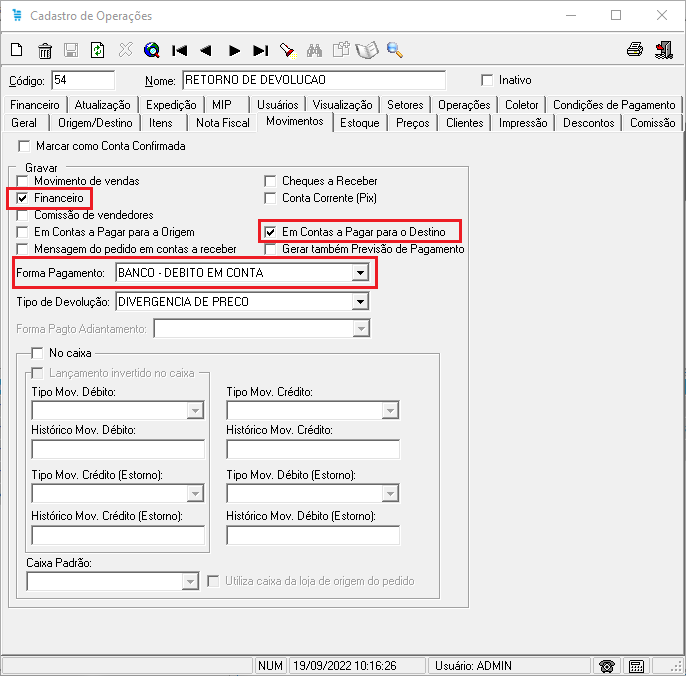 Cadastro de Operações
Código: 54 Nome: RETORNO DE DEVOLUCAO Inativo
Financeiro Atualização Expedição MIP Usuários Visualização Setores Operações Coletor Condições de Pagamento
Geral Origem/Destino Itens Nota Fiscal Movimentos Estoque Preços Clientes Impressão Descontos Comissão
Marcar como Conta Confirmada
Gravar
Movimento de vendas Cheques a Receber
Financeiro Conta Corrente (Pix)
Comissão de vendedores
Em Contas a Pagar para a Origem Em Contas a Pagar para o Destino
Mensagem do pedido em contas a receber Gerar também Previsão de Pagamento
Forma Pagamento: BANCO - DEBITO EM CONTA
Tipo de Devolução: DIVERGENCIA DE PRECO
Forma Pagto Adiantamento:
No caixa
Lançamento invertido no caixa
Tipo Mov. Débito: Tipo Mov. Crédito:
Histórico Mov. Débito: Histórico Mov. Crédito:
Tipo Mov. Crédito (Estorno): Tipo Mov. Débito (Estorno):
Histórico Mov. Crédito (Estorno): Histórico Mov. Débito (Estorno):
Caixa Padrão:
Utiliza caixa da loja de origem do pedido
NUM 19/09/2022 10:16:26 Usuário: ADMIN